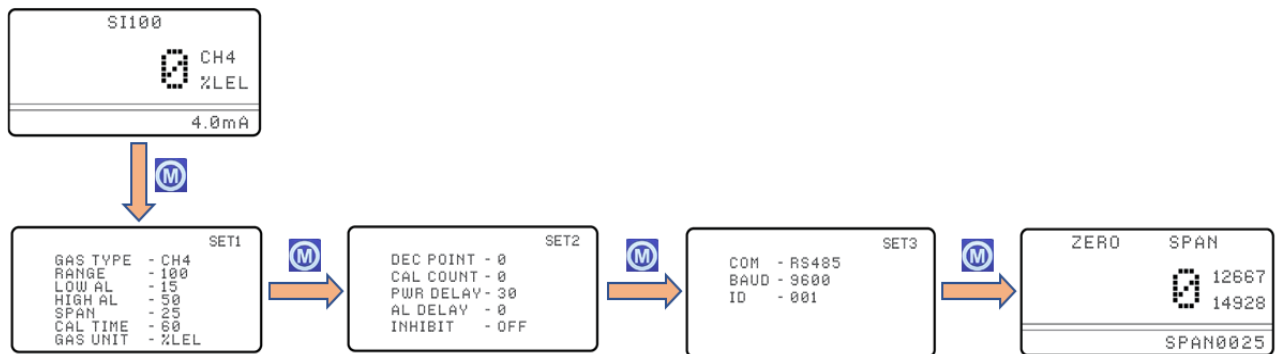 SI100
0 CH4
%LEL
4.0mA
M
SET1
GAS TYPE - CH4
RANGE - 100
LOW AL - 15
HIGH AL - 50
SPAN - 25
CAL TIME - 60
GAS UNIT - %LEL
M
SET2
DEC POINT - 0
CAL COUNT - 0
PWR DELAY - 30
AL DELAY - 0
INHIBIT - OFF
M
SET3
COM - RS485
BAUD - 9600
ID - 001
M
ZERO SPAN
0 12667
14928
SPAN0025